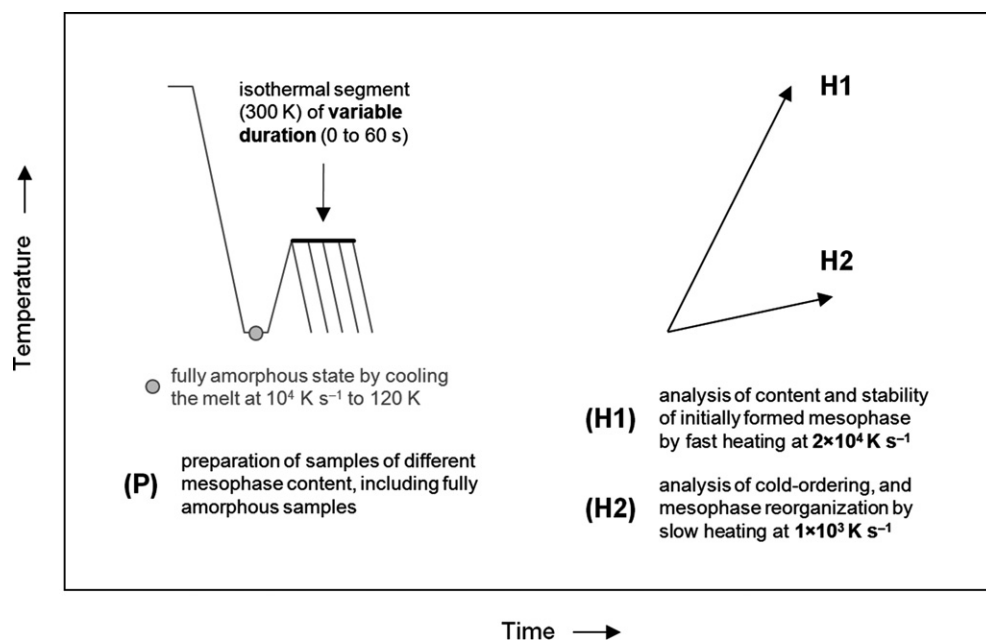 isothermal segment
(300 K) of variable
duration (0 to 60 s)
H1
H2
Temperature
fully amorphous state by cooling
the melt at 10⁴ K s⁻¹ to 120 K
(P) preparation of samples of different
mesophase content, including fully
amorphous samples
(H1) analysis of content and stability
of initially formed mesophase
by fast heating at 2×10⁴ K s⁻¹
(H2) analysis of cold-ordering, and
mesophase reorganization by
slow heating at 1×10³ K s⁻¹
Time